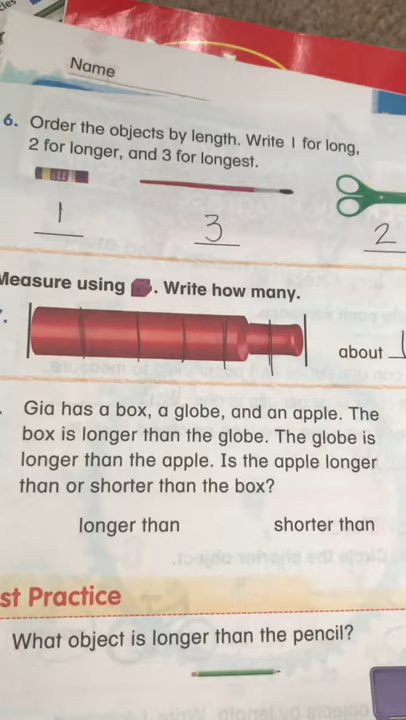 Name
6. Order the objects by length. Write 1 for long,
2 for longer, and 3 for longest.
1 3 2
Measure using . Write how many.
about
Gia has a box, a globe, and an apple. The
box is longer than the globe. The globe is
longer than the apple. Is the apple longer
than or shorter than the box?
longer than shorter than
st Practice
What object is longer than the pencil?